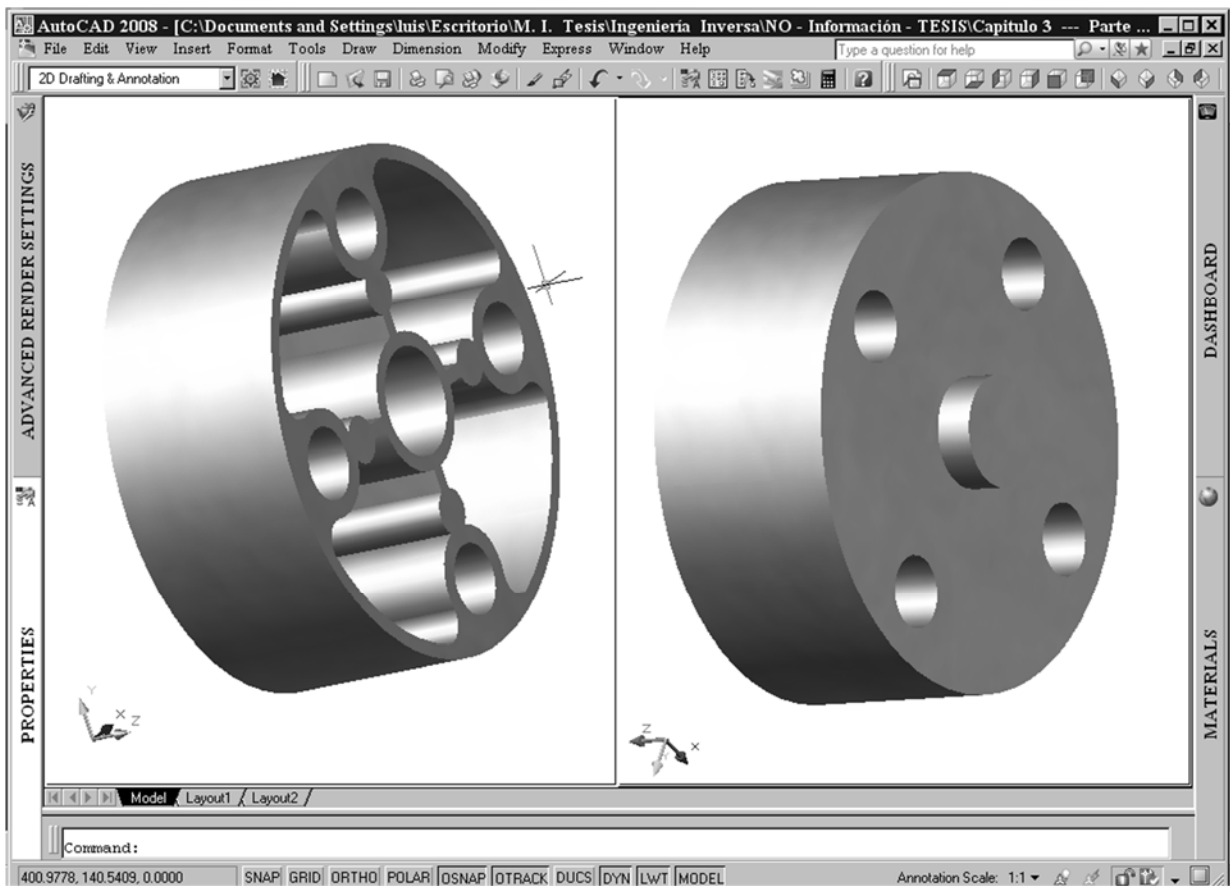 AutoCAD 2008 - [C:\Documents and Settings\luis\Escritorio\M. I. Tesis\Ingeniería Inversa\NO - Información - TESIS\Capitulo 3 --- Parte ...
File Edit View Insert Format Tools Draw Dimension Modify Express Window Help
Type a question for help
2D Drafting & Annotation
ADVANCED RENDER SETTINGS
PROPERTIES
DASHBOARD
MATERIALS
Y
X
Z
Z
X
Y
Model Layout1 Layout2
Command:
400.9778, 140.5409, 0.0000 SNAP GRID ORTHO POLAR OSNAP OTRACK DUCS DYN LWT MODEL Annotation Scale: 1:1